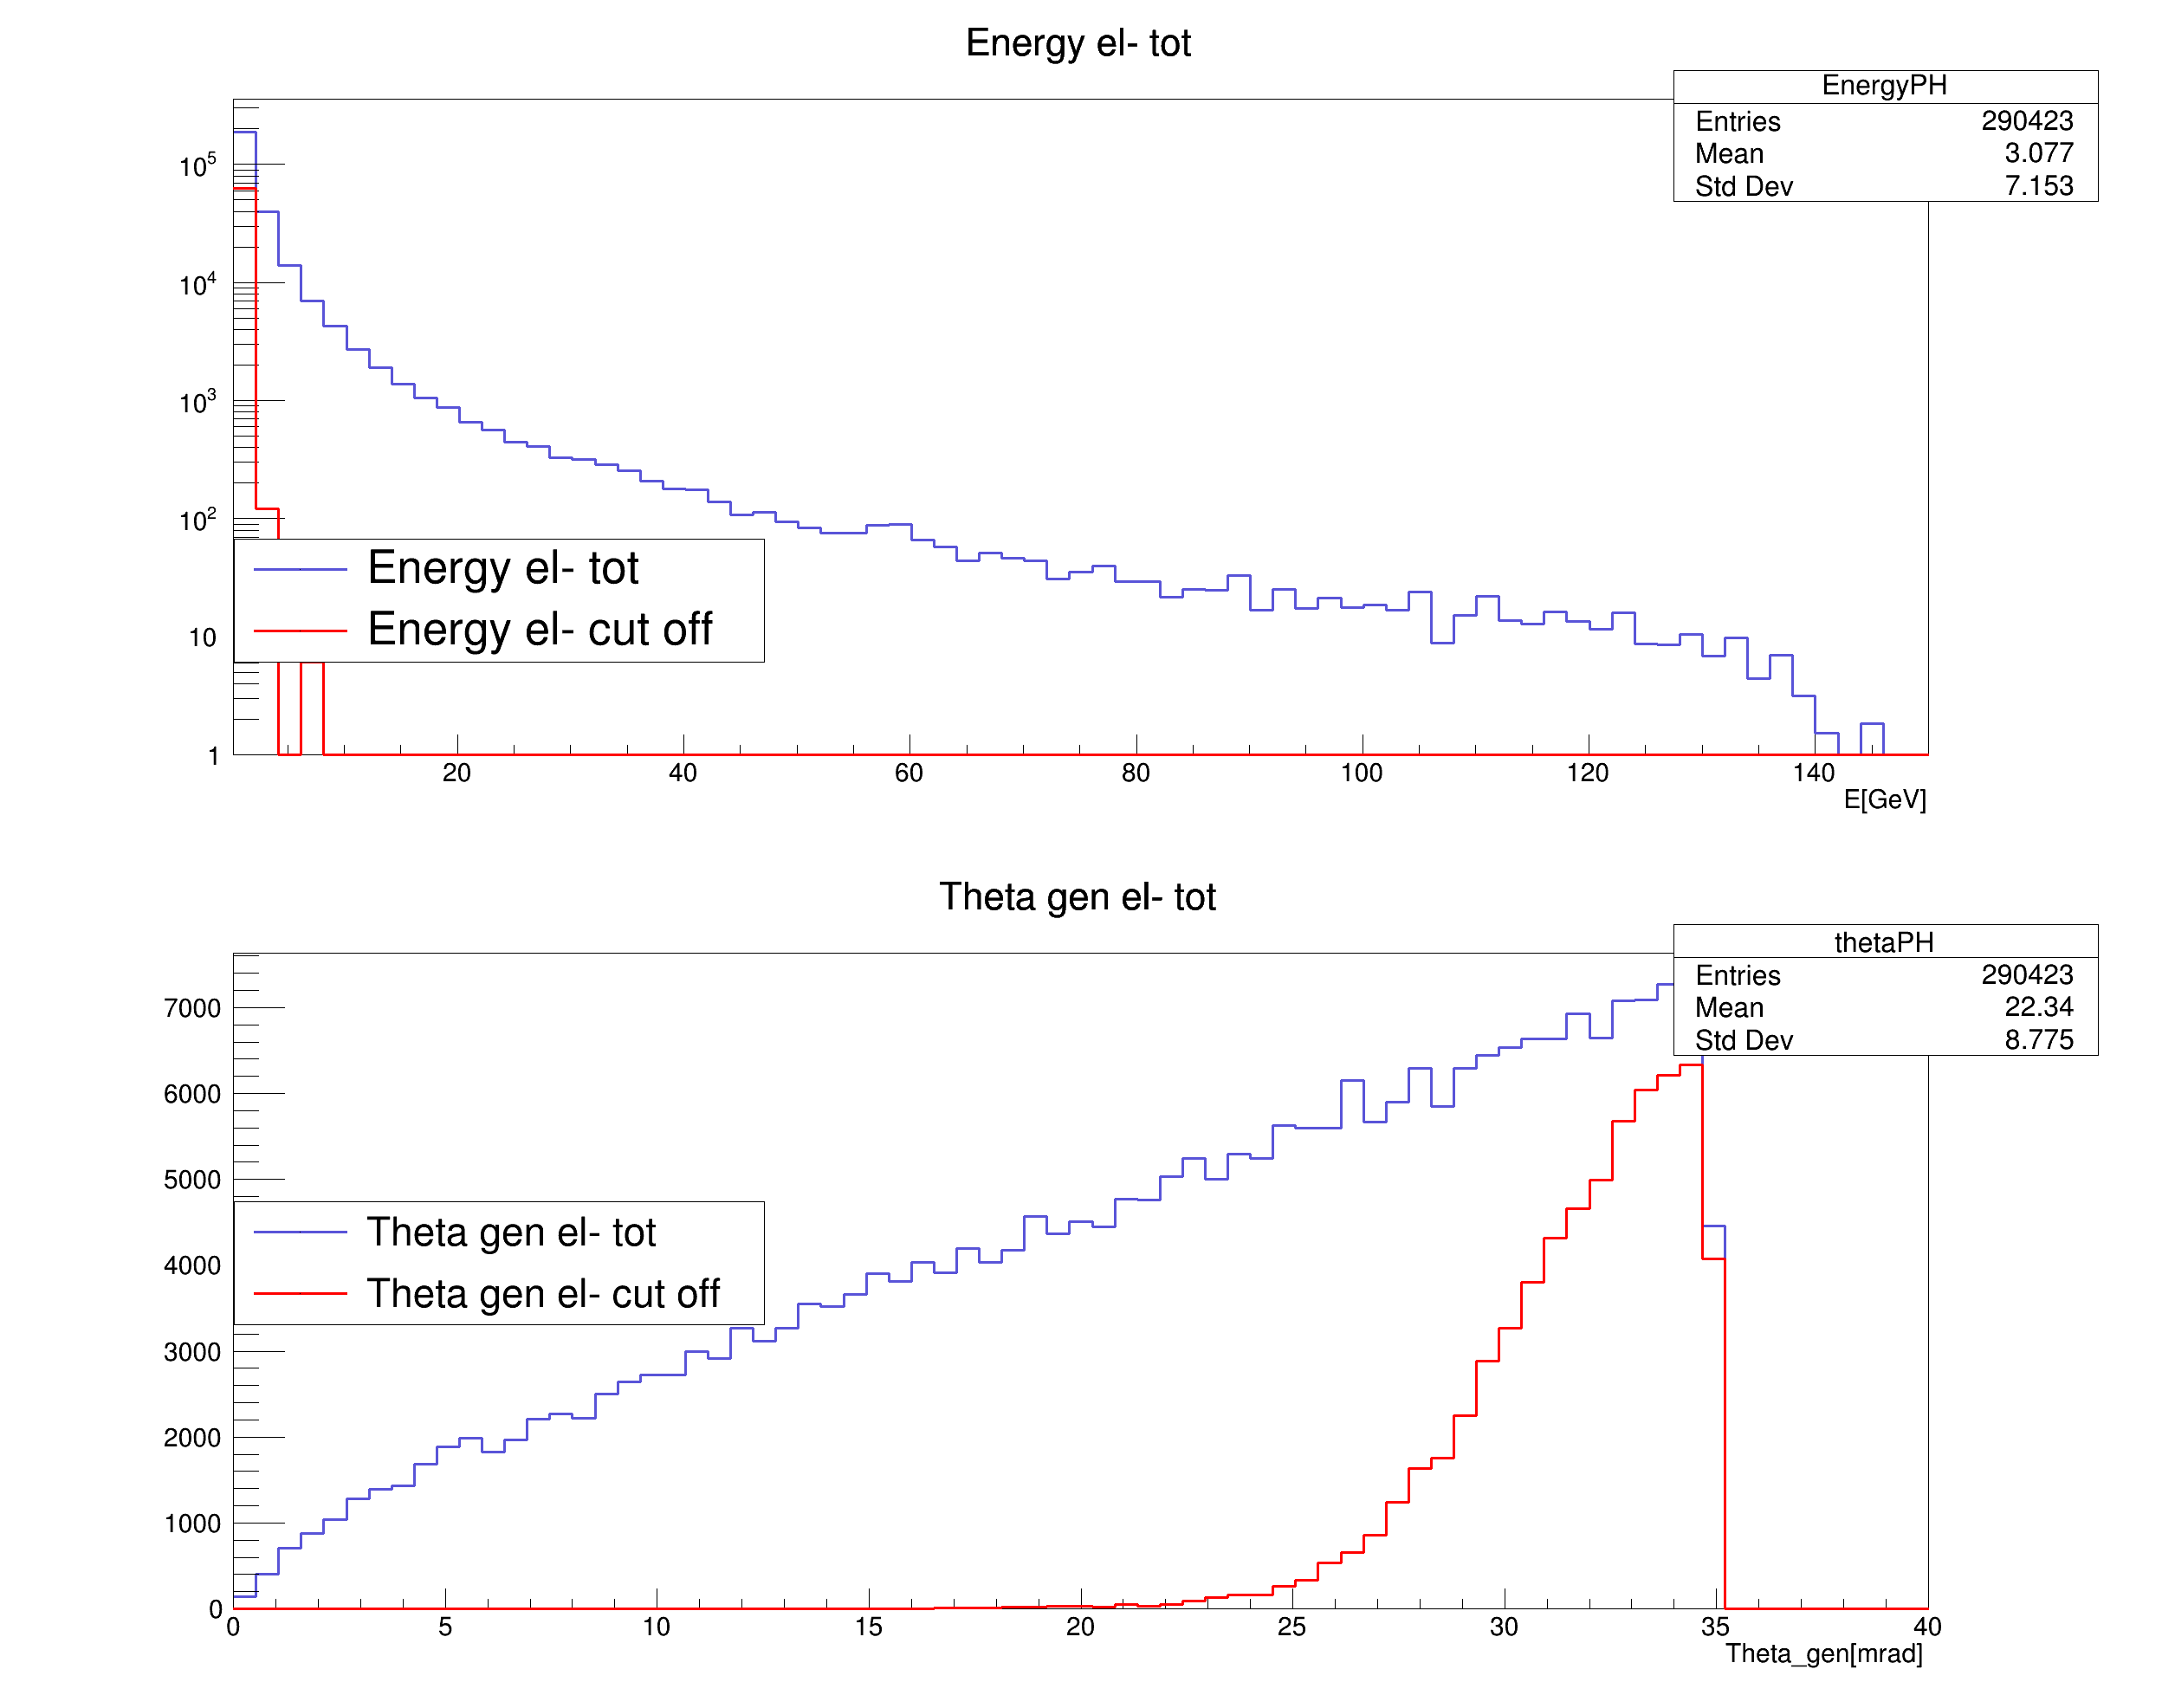 Energy el- tot
EnergyPH
Entries 290423
Mean 3.077
Std Dev 7.153
10^5
10^4
10^3
10^2
10
1
Energy el- tot
Energy el- cut off
20 40 60 80 100 120 140
E[GeV]
Theta gen el- tot
thetaPH
Entries 290423
Mean 22.34
Std Dev 8.775
7000
6000
5000
4000
3000
2000
1000
0
Theta gen el- tot
Theta gen el- cut off
0 5 10 15 20 25 30 35 40
Theta_gen[mrad]